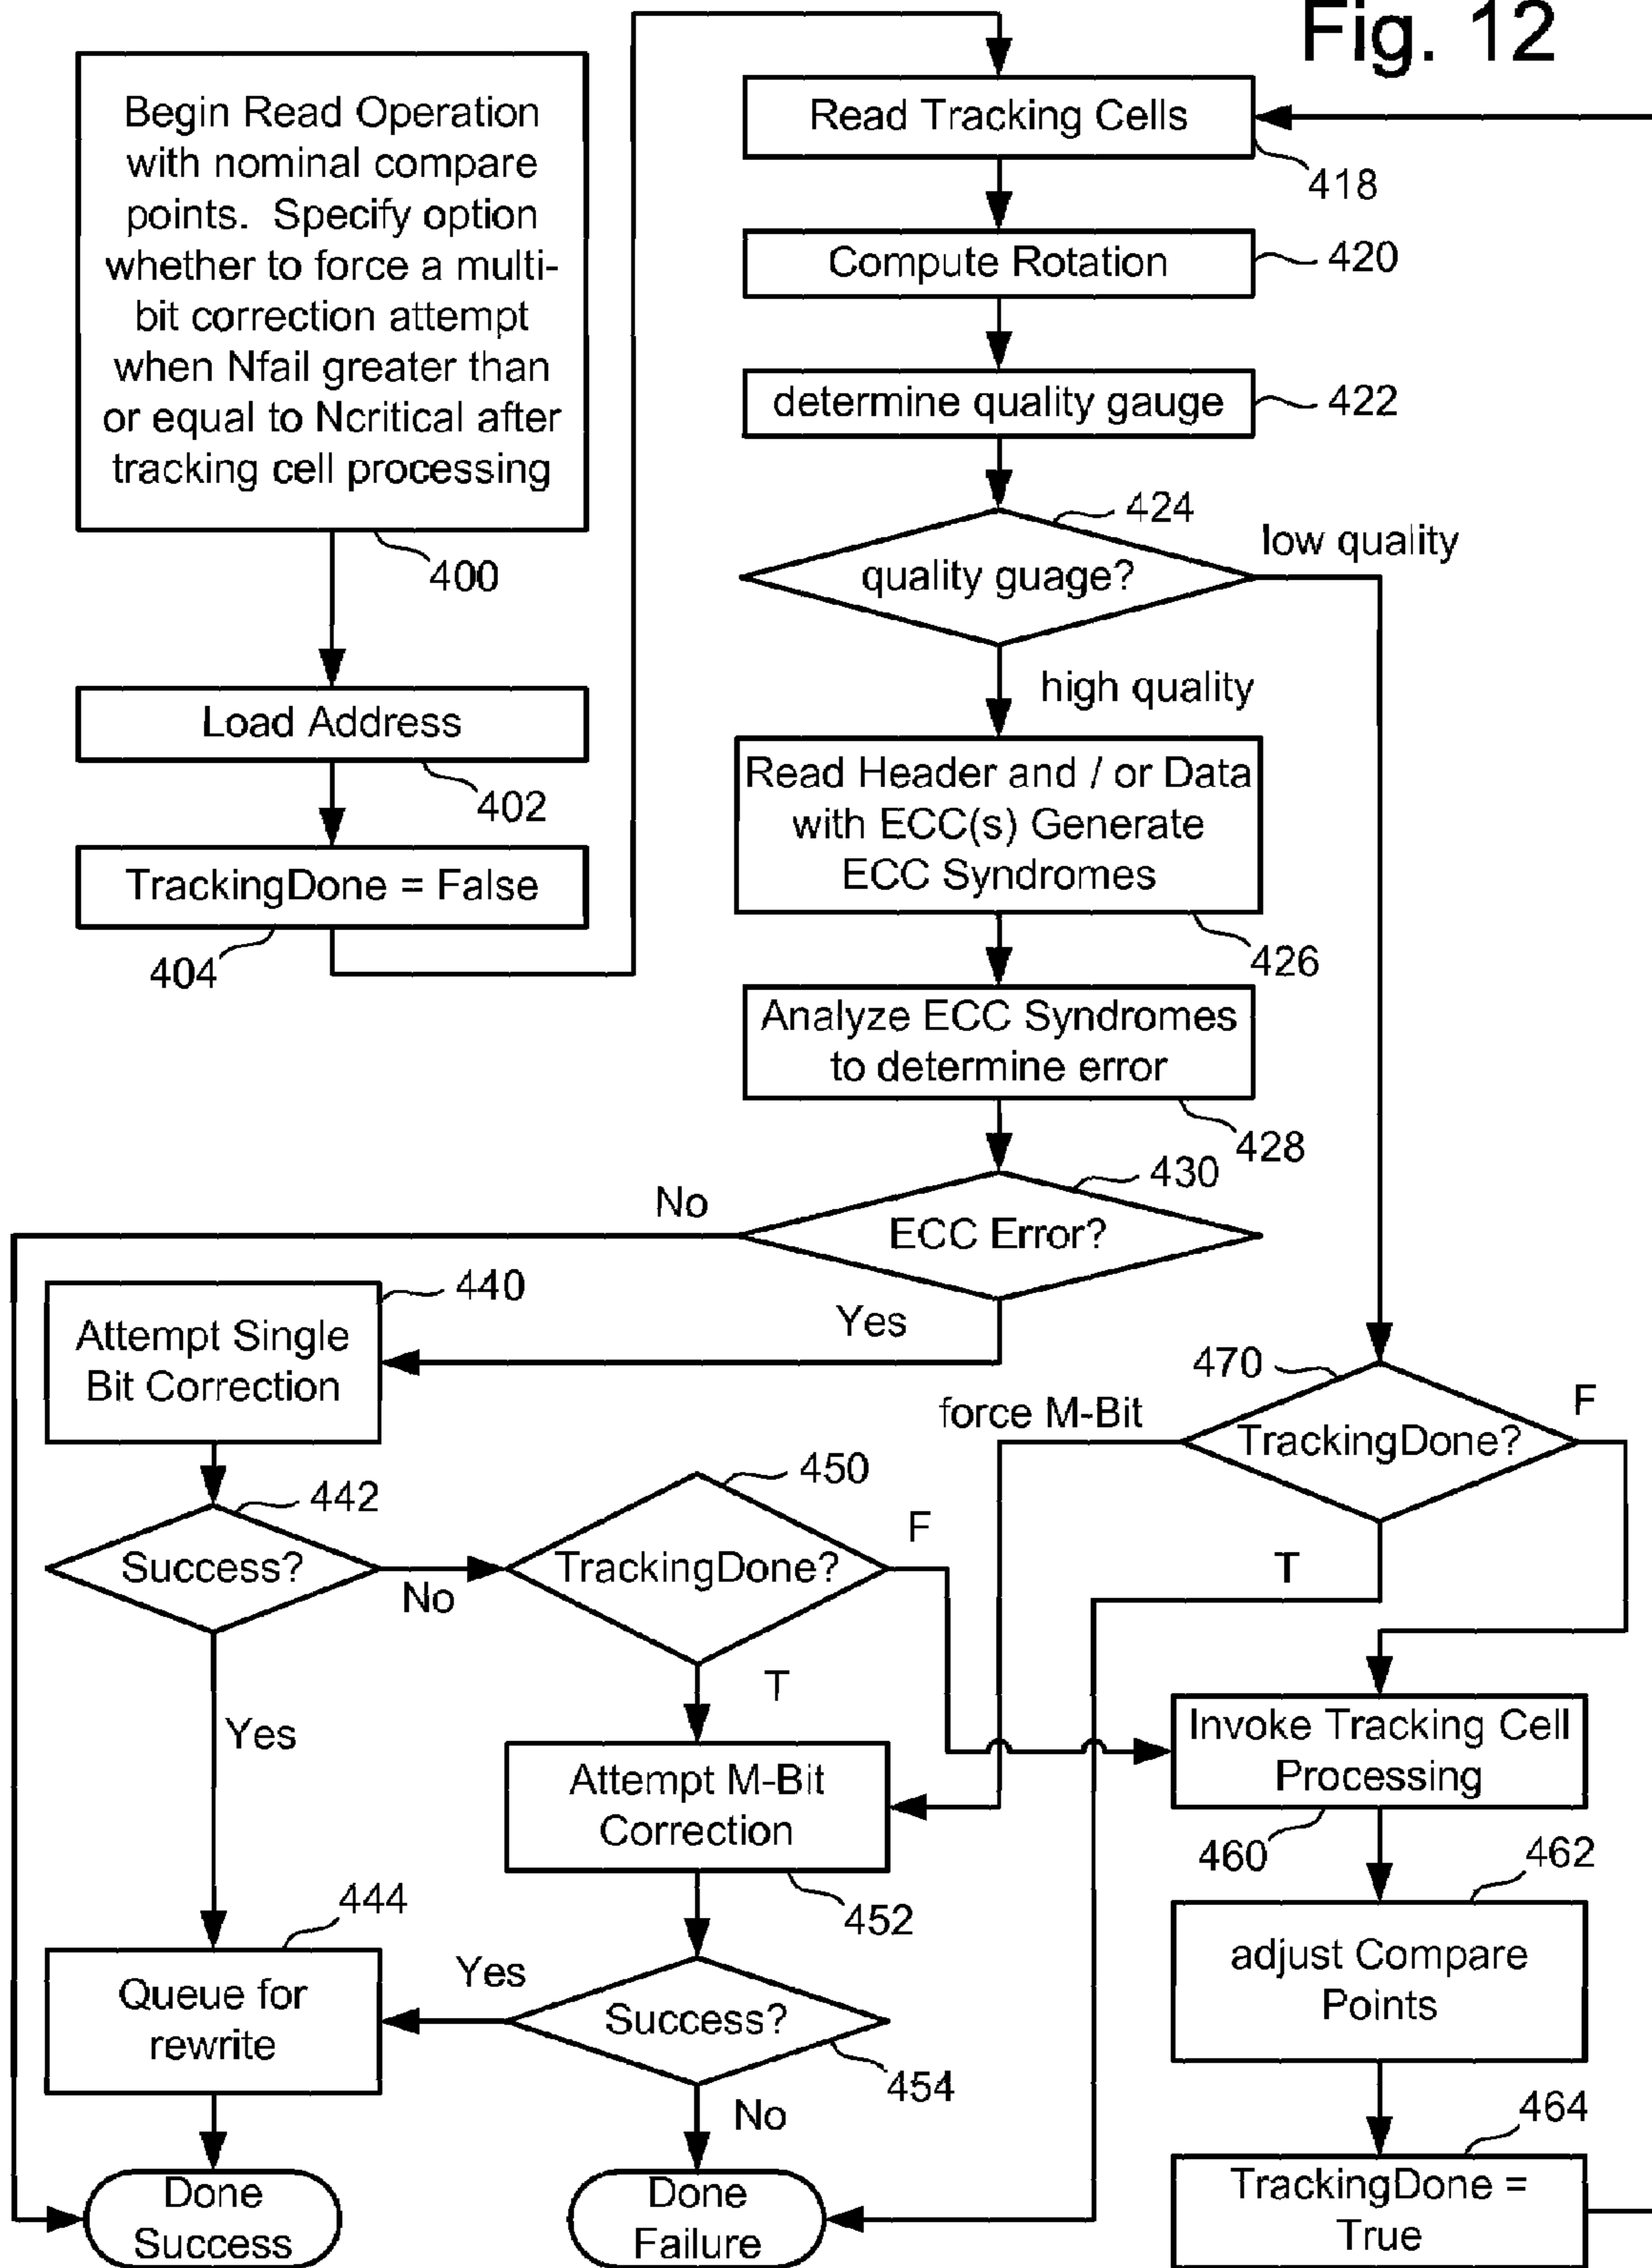 Fig. 12
Begin Read Operation
with nominal compare
points.  Specify option
whether to force a multi-
bit correction attempt
when Nfail greater than
or equal to Ncritical after
tracking cell processing
400
Load Address
402
TrackingDone = False
404
Read Tracking Cells
418
Compute Rotation
420
determine quality gauge
422
424
quality guage?
low quality
high quality
Read Header and / or Data
with ECC(s) Generate
ECC Syndromes
426
Analyze ECC Syndromes
to determine error
428
430
ECC Error?
No
Yes
440
Attempt Single
Bit Correction
442
Success?
No
Yes
450
TrackingDone?
F
T
Attempt M-Bit
Correction
452
444
Queue for
rewrite
Yes
Success?
454
No
Done
Success
Done
Failure
470
TrackingDone?
force M-Bit
F
T
Invoke Tracking Cell
Processing
460
462
adjust Compare
Points
464
TrackingDone =
True